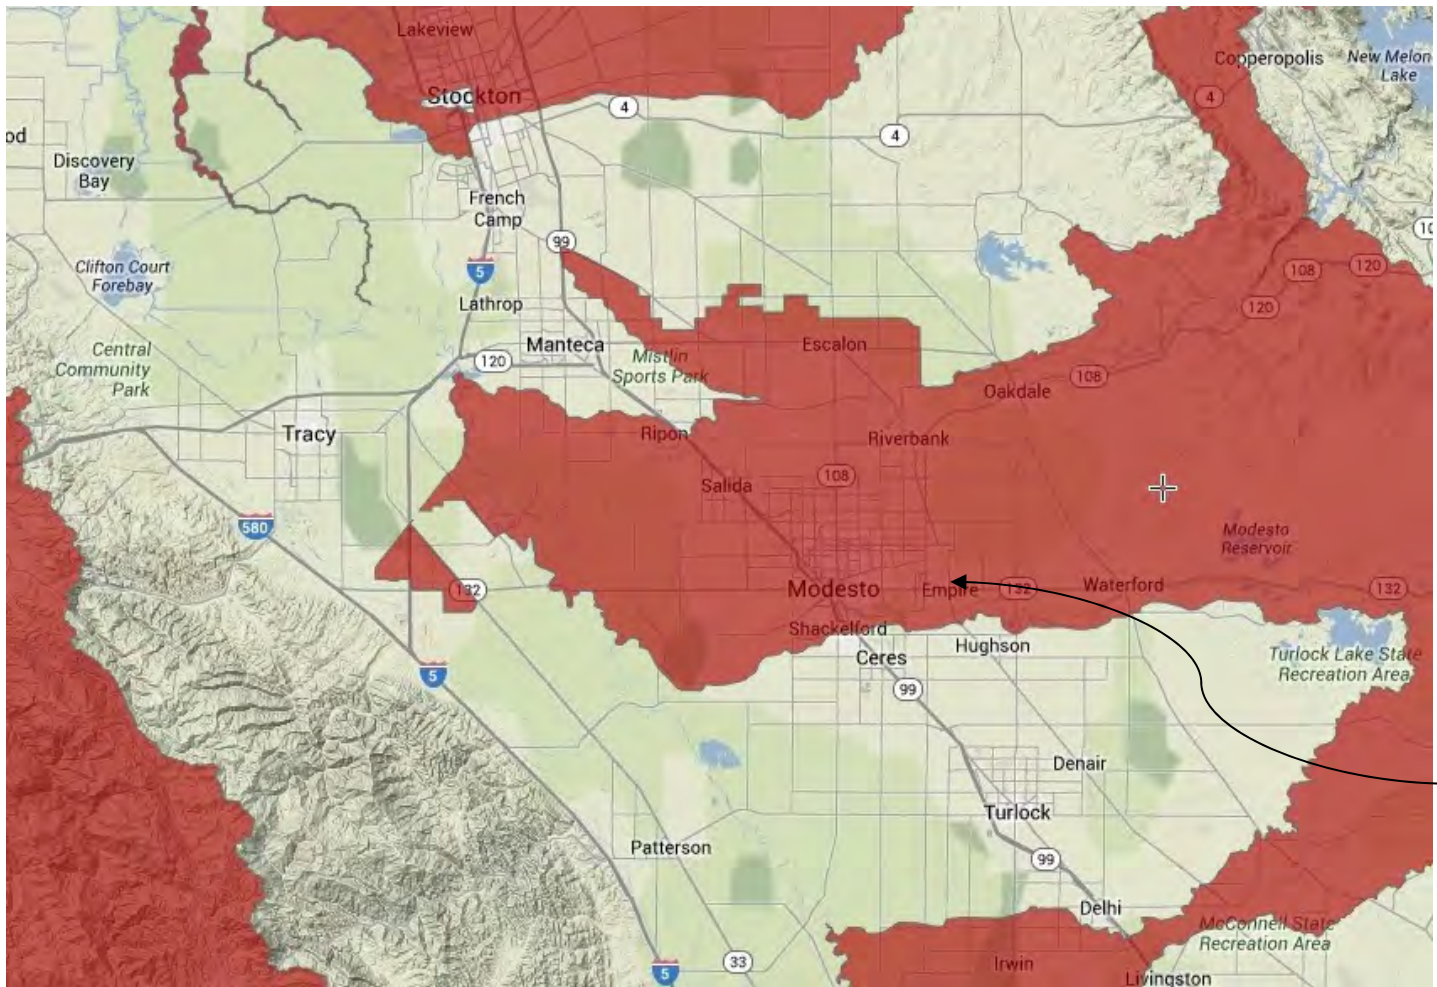 Lakeview
Copperopolis
New Melon
Lake
4
Stockton
4
4
od
Discovery
Bay
French
Camp
10
99
Clifton Court
Forebay
5
108
120
Lathrop
120
Central
Community
Park
Manteca
Escalon
120
Mistlin
Sports Park
108
Oakdale
Tracy
Ripon
Riverbank
108
Salida
580
Modesto
Reservoir
132
Modesto
Empire
132
Waterford
132
Shackelford
Hughson
Ceres
Turlock Lake State
Recreation Area
5
99
Denair
Turlock
Patterson
99
Delhi
McConnell State
Recreation Area
33
5
Irwin
Livingston